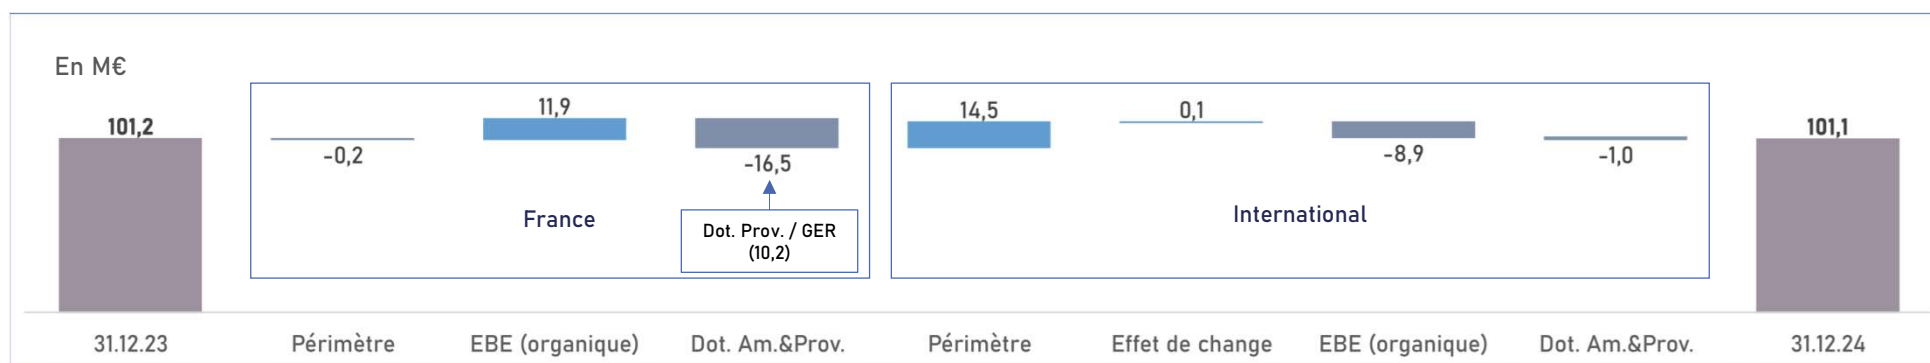 En M€
101,2
-0,2
11,9
-16,5
Dot. Prov. / GER
(10,2)
France
14,5
0,1
-8,9
-1,0
International
101,1
31.12.23
Périmètre
EBE (organique)
Dot. Am.&Prov.
Périmètre
Effet de change
EBE (organique)
Dot. Am.&Prov.
31.12.24